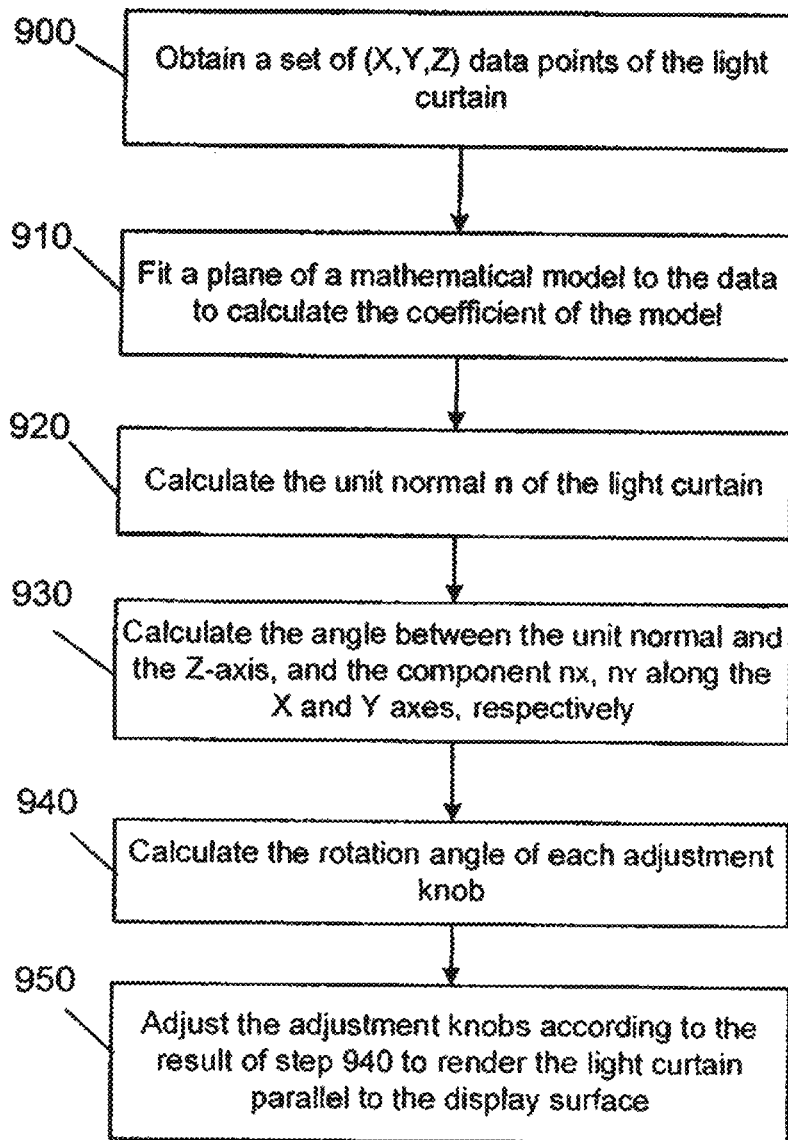 900
Obtain a set of (X,Y,Z) data points of the light
curtain
910
Fit a plane of a mathematical model to the data
to calculate the coefficient of the model
920
Calculate the unit normal n of the light curtain
930
Calculate the angle between the unit normal and
the Z-axis, and the component nx, nY along the
X and Y axes, respectively
940
Calculate the rotation angle of each adjustment
knob
950
Adjust the adjustment knobs according to the
result of step 940 to render the light curtain
parallel to the display surface